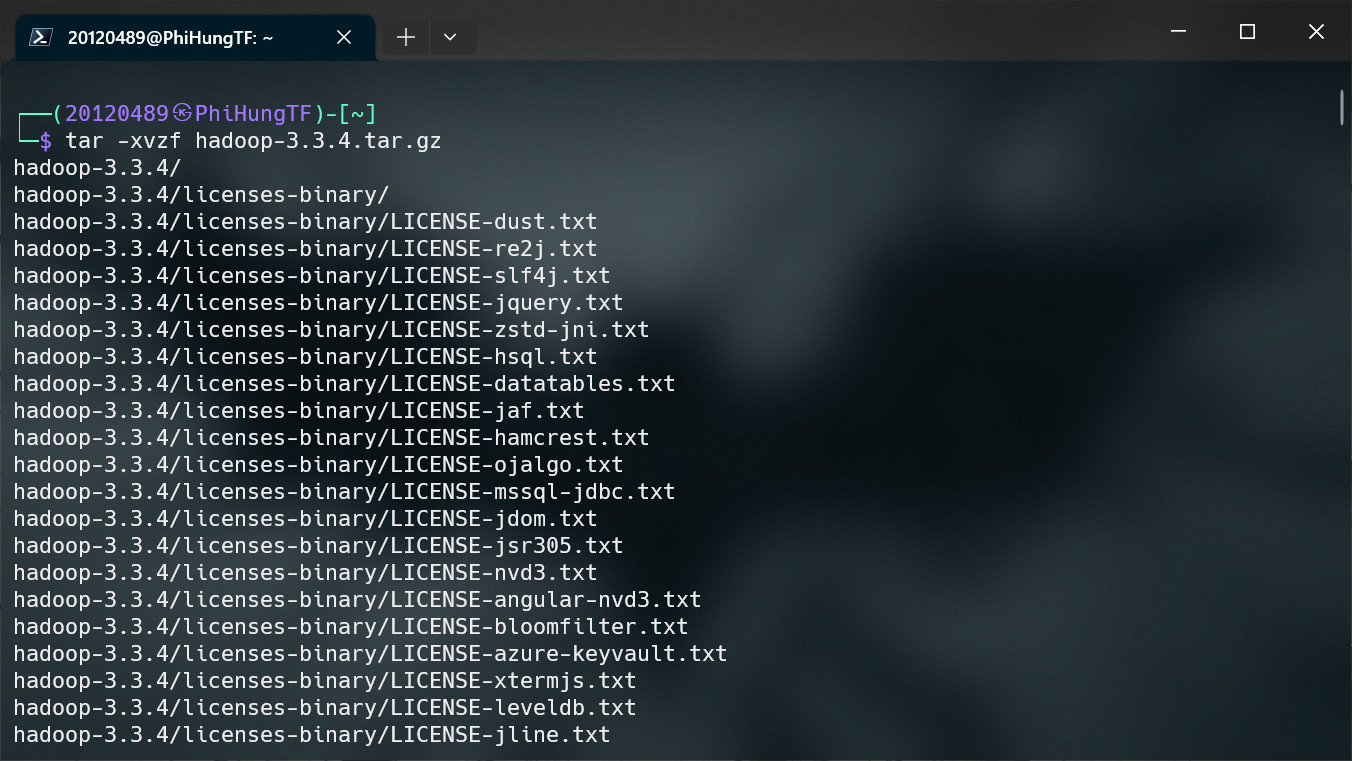 20120489@PhiHungTF: ~
┌──(20120489㉿PhiHungTF)-[~]
└─$ tar -xvzf hadoop-3.3.4.tar.gz
hadoop-3.3.4/
hadoop-3.3.4/licenses-binary/
hadoop-3.3.4/licenses-binary/LICENSE-dust.txt
hadoop-3.3.4/licenses-binary/LICENSE-re2j.txt
hadoop-3.3.4/licenses-binary/LICENSE-slf4j.txt
hadoop-3.3.4/licenses-binary/LICENSE-jquery.txt
hadoop-3.3.4/licenses-binary/LICENSE-zstd-jni.txt
hadoop-3.3.4/licenses-binary/LICENSE-hsql.txt
hadoop-3.3.4/licenses-binary/LICENSE-datatables.txt
hadoop-3.3.4/licenses-binary/LICENSE-jaf.txt
hadoop-3.3.4/licenses-binary/LICENSE-hamcrest.txt
hadoop-3.3.4/licenses-binary/LICENSE-ojalgo.txt
hadoop-3.3.4/licenses-binary/LICENSE-mssql-jdbc.txt
hadoop-3.3.4/licenses-binary/LICENSE-jdom.txt
hadoop-3.3.4/licenses-binary/LICENSE-jsr305.txt
hadoop-3.3.4/licenses-binary/LICENSE-nvd3.txt
hadoop-3.3.4/licenses-binary/LICENSE-angular-nvd3.txt
hadoop-3.3.4/licenses-binary/LICENSE-bloomfilter.txt
hadoop-3.3.4/licenses-binary/LICENSE-azure-keyvault.txt
hadoop-3.3.4/licenses-binary/LICENSE-xtermjs.txt
hadoop-3.3.4/licenses-binary/LICENSE-leveldb.txt
hadoop-3.3.4/licenses-binary/LICENSE-jline.txt